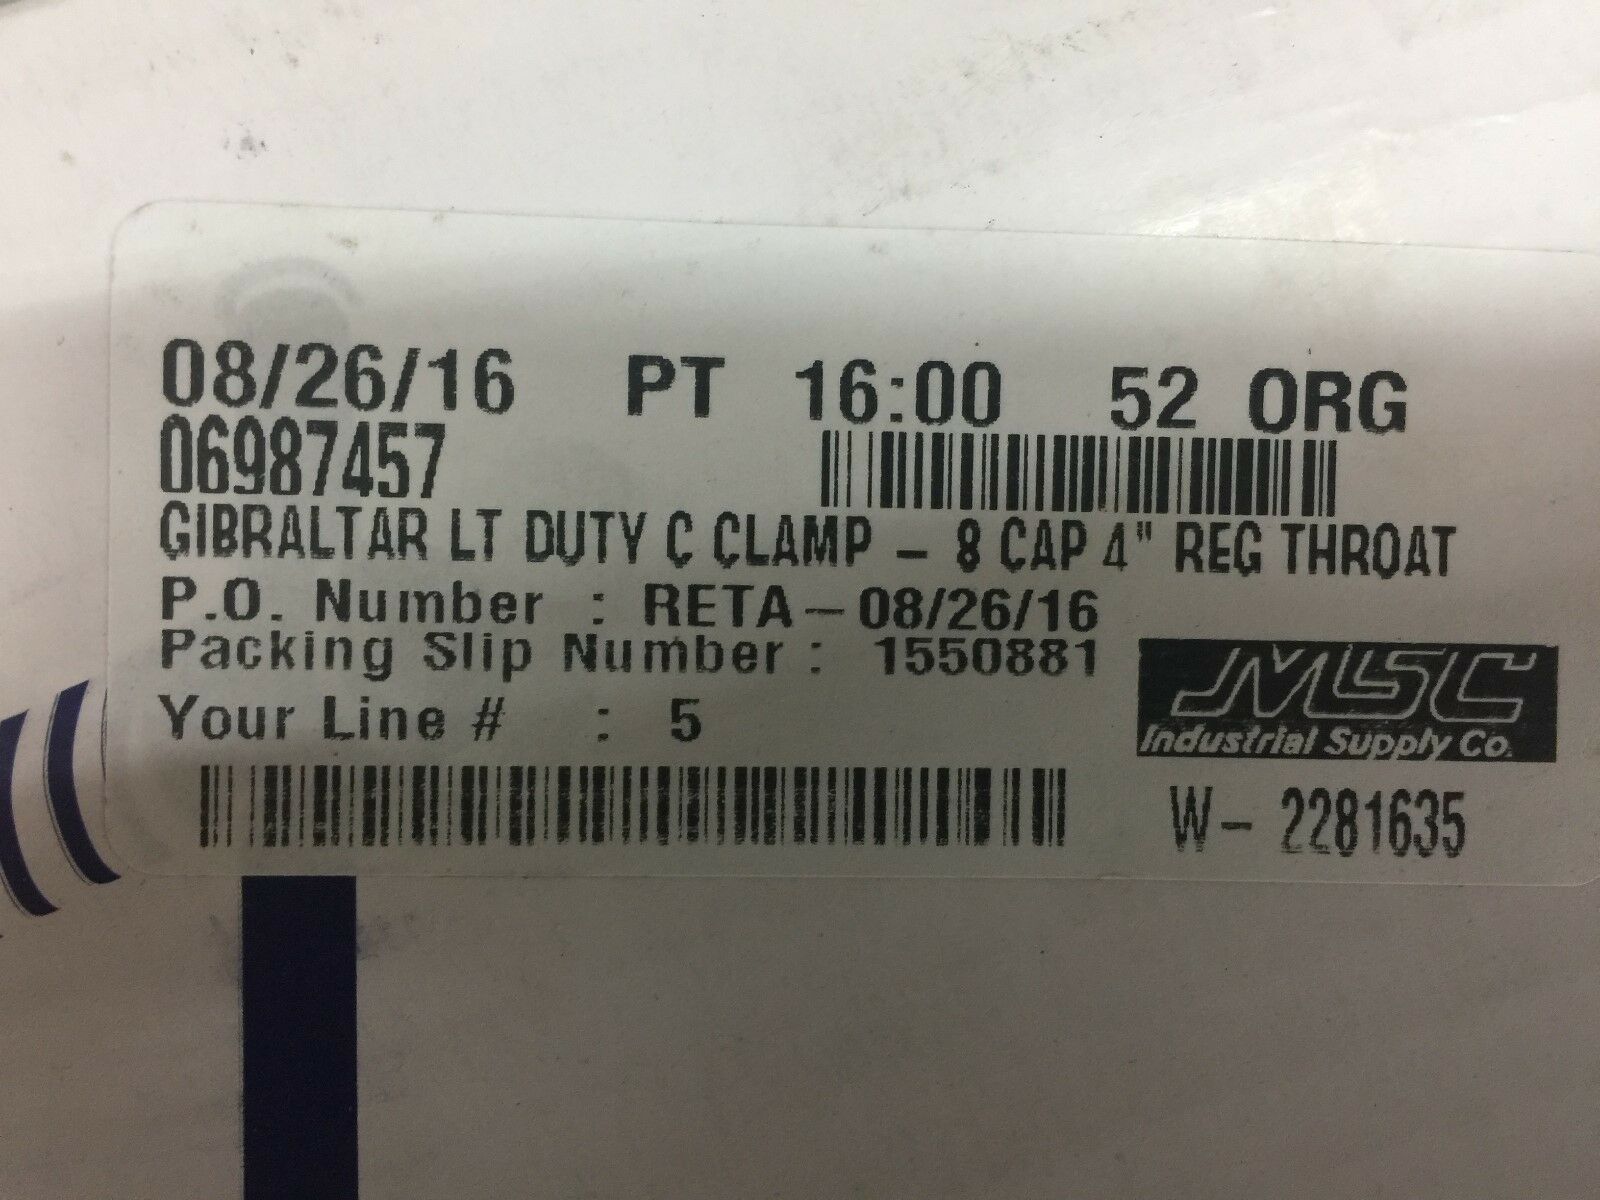 08/26/16 PT 16:00 52 ORG
06987457
GIBRALTAR LT DUTY C CLAMP - 8 CAP 4" REG THROAT
P.O. Number : RETA-08/26/16
Packing Slip Number : 1550881
Your Line # : 5
MSC
Industrial Supply Co.
W- 2281635